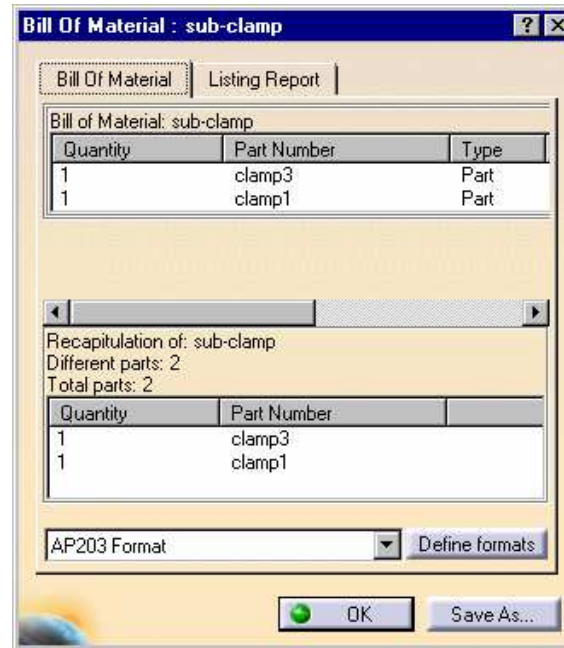 Bill Of Material : sub-clamp
Bill Of Material Listing Report
Bill of Material: sub-clamp
Quantity Part Number Type
1 clamp3 Part
1 clamp1 Part
Recapitulation of: sub-clamp
Different parts: 2
Total parts: 2
Quantity Part Number
1 clamp3
1 clamp1
AP203 Format Define formats
OK Save As...